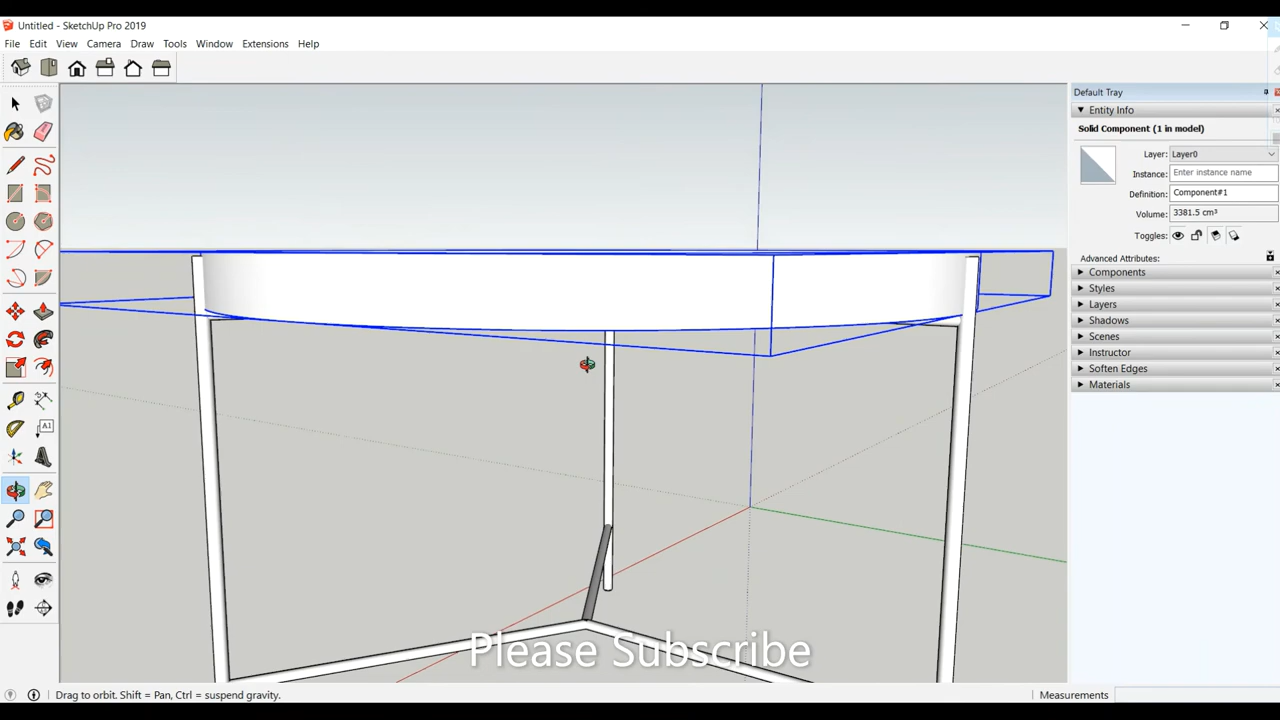 Untitled - SketchUp Pro 2019
File Edit View Camera Draw Tools Window Extensions Help
Default Tray
Entity Info
Solid Component (1 in model)
Layer: Layer0
Instance: Enter instance name
Definition: Component#1
Volume: 3381.5 cm³
Toggles:
Advanced Attributes:
Components
Styles
Layers
Shadows
Scenes
Instructor
Soften Edges
Materials
A1
Please Subscribe
Drag to orbit. Shift = Pan, Ctrl = suspend gravity.
Measurements